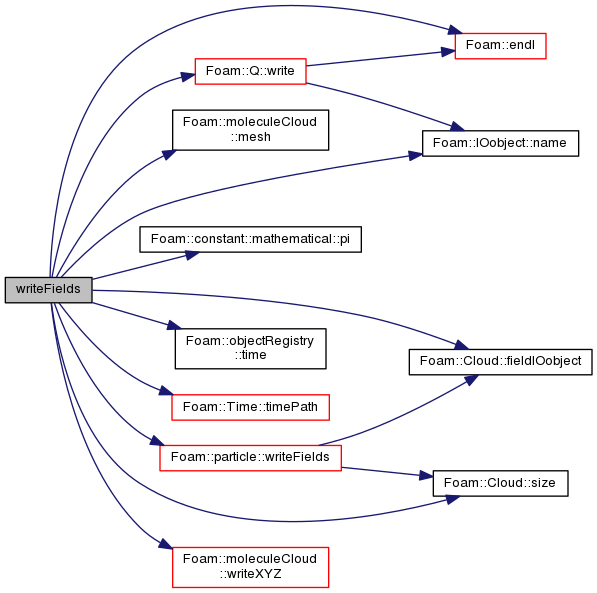 writeFields
Foam::endl
Foam::Q::write
Foam::moleculeCloud
::mesh
Foam::IOobject::name
Foam::constant::mathematical::pi
Foam::objectRegistry
::time
Foam::Cloud::fieldIOobject
Foam::Time::timePath
Foam::particle::writeFields
Foam::Cloud::size
Foam::moleculeCloud
::writeXYZ